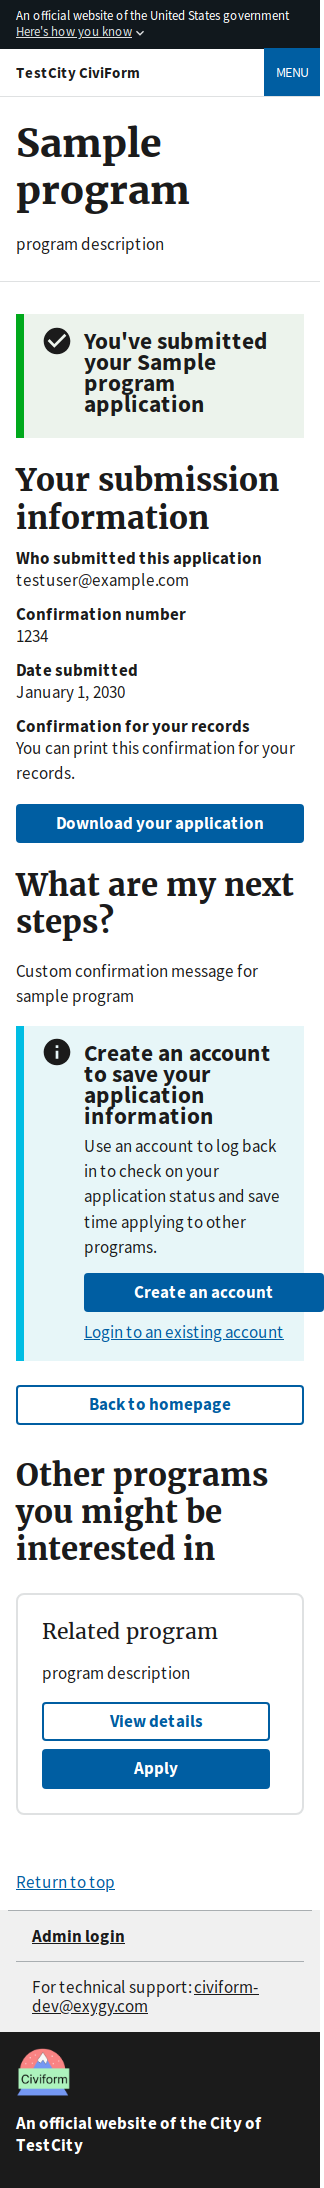 An official website of the United States government
Here's how you know
TestCity CiviForm
MENU
Sample
program
program description
You've submitted
your Sample
program
application
Your submission
information
Who submitted this application
testuser@example.com
Confirmation number
1234
Date submitted
January 1, 2030
Confirmation for your records
You can print this confirmation for your
records.
Download your application
What are my next
steps?
Custom confirmation message for
sample program
Create an account
to save your
application
information
Use an account to log back
in to check on your
application status and save
time applying to other
programs.
Create an account
Login to an existing account
Back to homepage
Other programs
you might be
interested in
Related program
program description
View details
Apply
Return to top
Admin login
For technical support: civiform-
dev@exygy.com
Civiform
An official website of the City of
TestCity